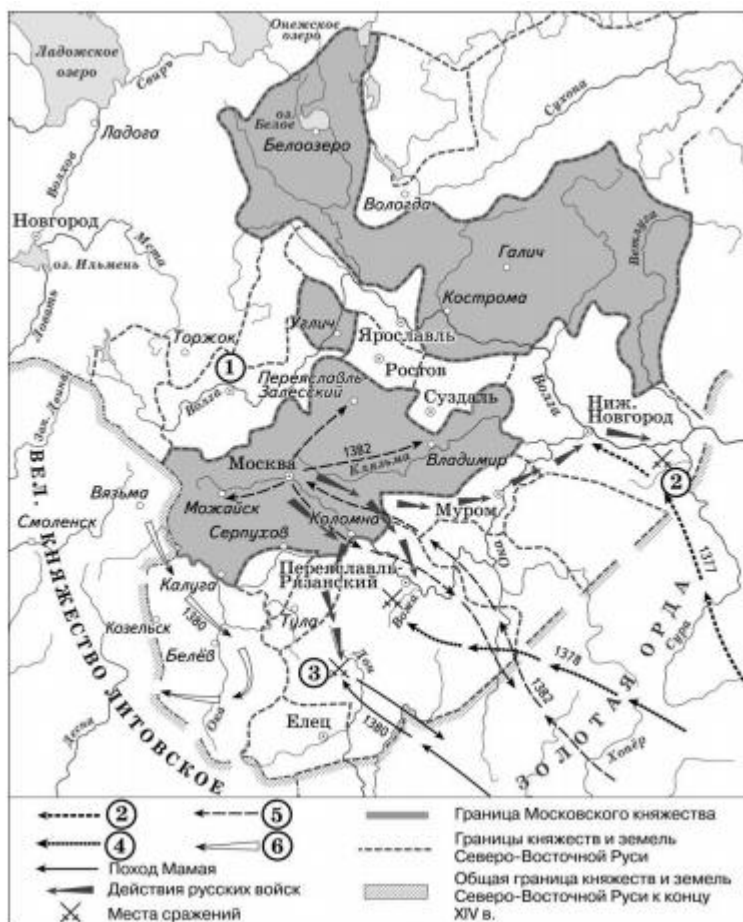 Онежское
озеро
Ладожское
озеро
Свирь
оз.
Белое
Белоозеро
Сухона
Ладога
Волхов
Вологда
Новгород
оз. Ильмень
Мста
Ловать
Галич
Ветлуга
Кострома
Углич
Ярославль
Торжок
Ростов
1
Переяславль-
Залесский
Волга
Суздаль
Волга
Ниж.
Новгород
Зап. Двина
1382
Клязьма
Владимир
Москва
2
Вязьма
Можайск
Коломна
Муром
Смоленск
Серпухов
Ока
1377
Калуга
Переяславль-
Рязанский
Вожа
Тула
Козельск
1380
Белёв
Дон
1378
Сура
3
1382
Ока
Елец
1380
Десна
Хопёр
ВЕЛ. КНЯЖЕСТВО ЛИТОВСКОЕ
ЗОЛОТАЯ ОРДА
2
5
4
6
Поход Мамая
Действия русских войск
Места сражений
Граница Московского княжества
Границы княжеств и земель
Северо-Восточной Руси
Общая граница княжеств и земель
Северо-Восточной Руси к концу
XIV в.